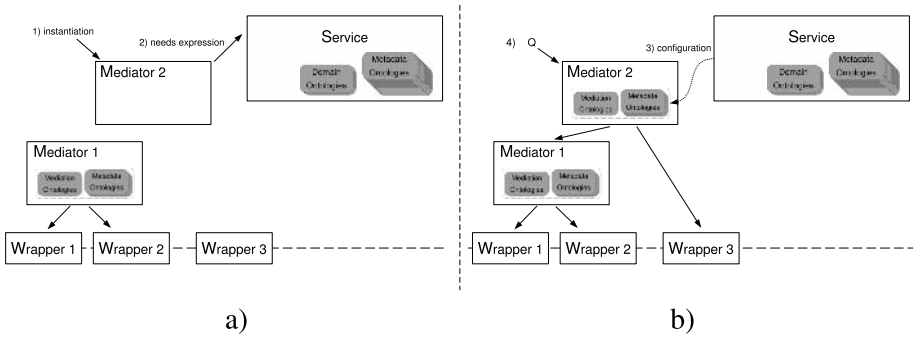 1) instantiation
2) needs expression
Service
Domain
Ontologies
Metadata
Ontologies
Mediator 2
Mediator 1
Mediation
Ontologies
Metadata
Ontologies
Wrapper 1
Wrapper 2
Wrapper 3
a)
4) Q
3) configuration
Service
Domain
Ontologies
Metadata
Ontologies
Mediator 2
Mediation
Ontologies
Metadata
Ontologies
Mediator 1
Mediation
Ontologies
Metadata
Ontologies
Wrapper 1
Wrapper 2
Wrapper 3
b)